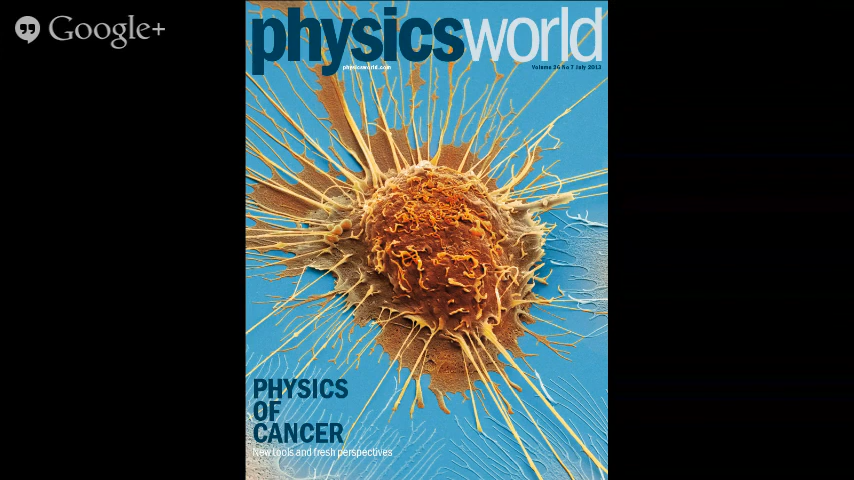 Google+
physicsworld
physicsworld.com
Volume 26 No 7 July 2013
PHYSICS
OF
CANCER
New tools and fresh perspectives